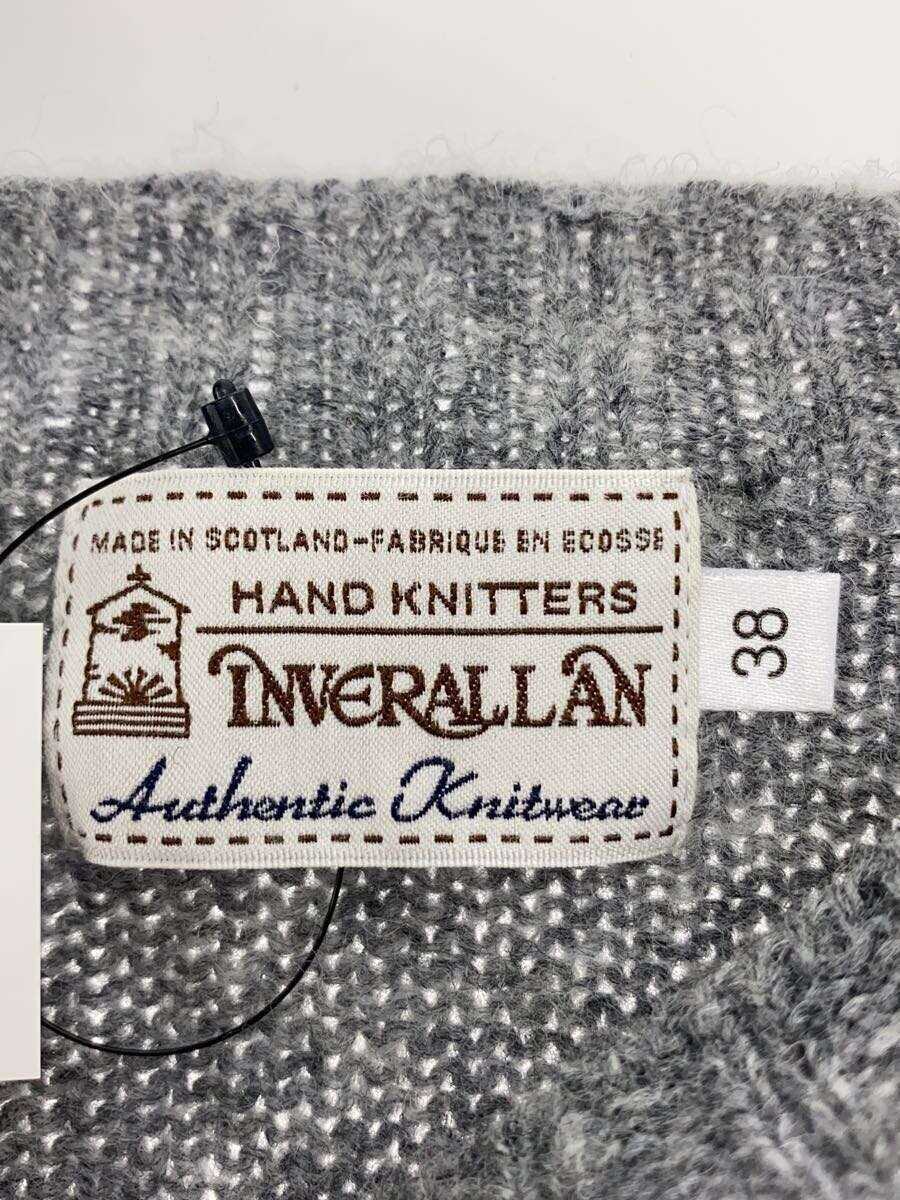 MADE IN SCOTLAND-FABRIQUE EN ECOSSE
HAND KNITTERS
INVERALLAN
Authentic Knitwear
38